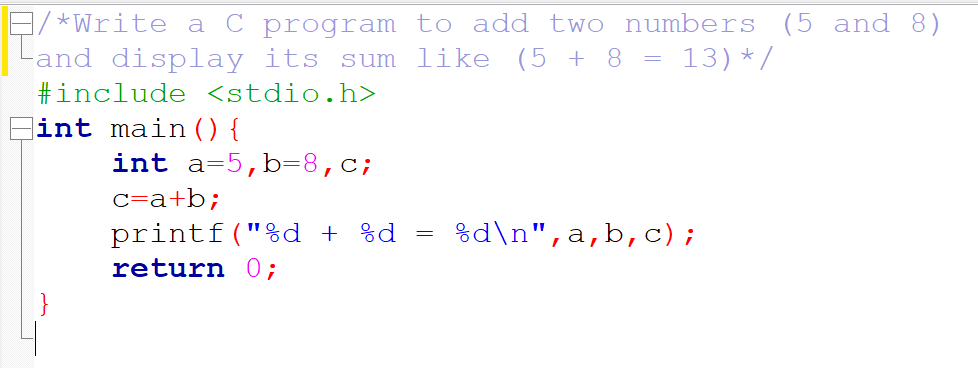 /*Write a C program to add two numbers (5 and 8)
and display its sum like (5 + 8 = 13)*/
#include <stdio.h>
int main(){
    int a=5,b=8,c;
    c=a+b;
    printf("%d + %d = %d\n",a,b,c);
    return 0;
}